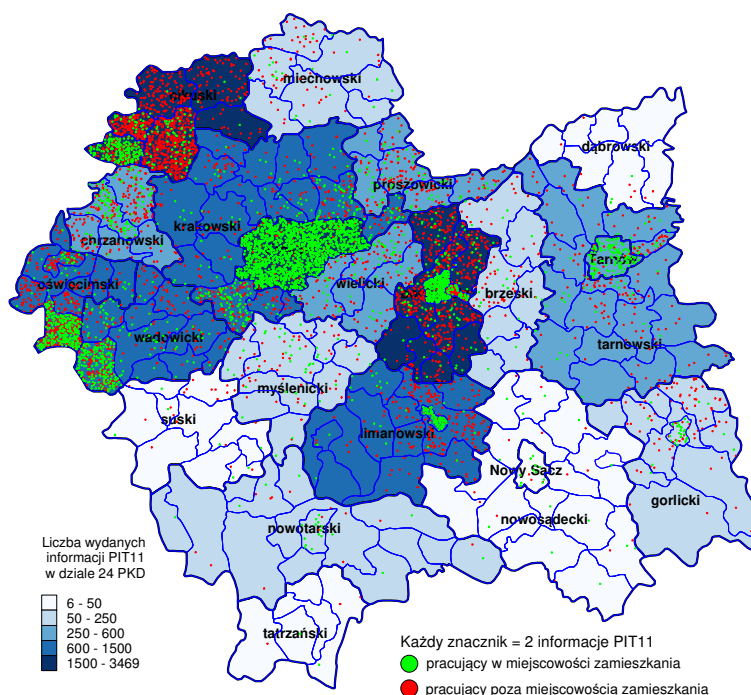 miechowski
olkuski
dąbrowski
proszowicki
krakowski
chrzanowski
Tarnów
oświęcimski
wielicki
brzeski
wadowicki
tarnowski
myślenicki
suski
limanowski
Nowy Sącz
gorlicki
nowosądecki
nowotarski
tatrzański
Liczba wydanych
informacji PIT11
w dziale 24 PKD
6 - 50
50 - 250
250 - 600
600 - 1500
1500 - 3469
Każdy znacznik = 2 informacje PIT11
pracujący w miejscowości zamieszkania
pracujący poza miejscowością zamieszkania